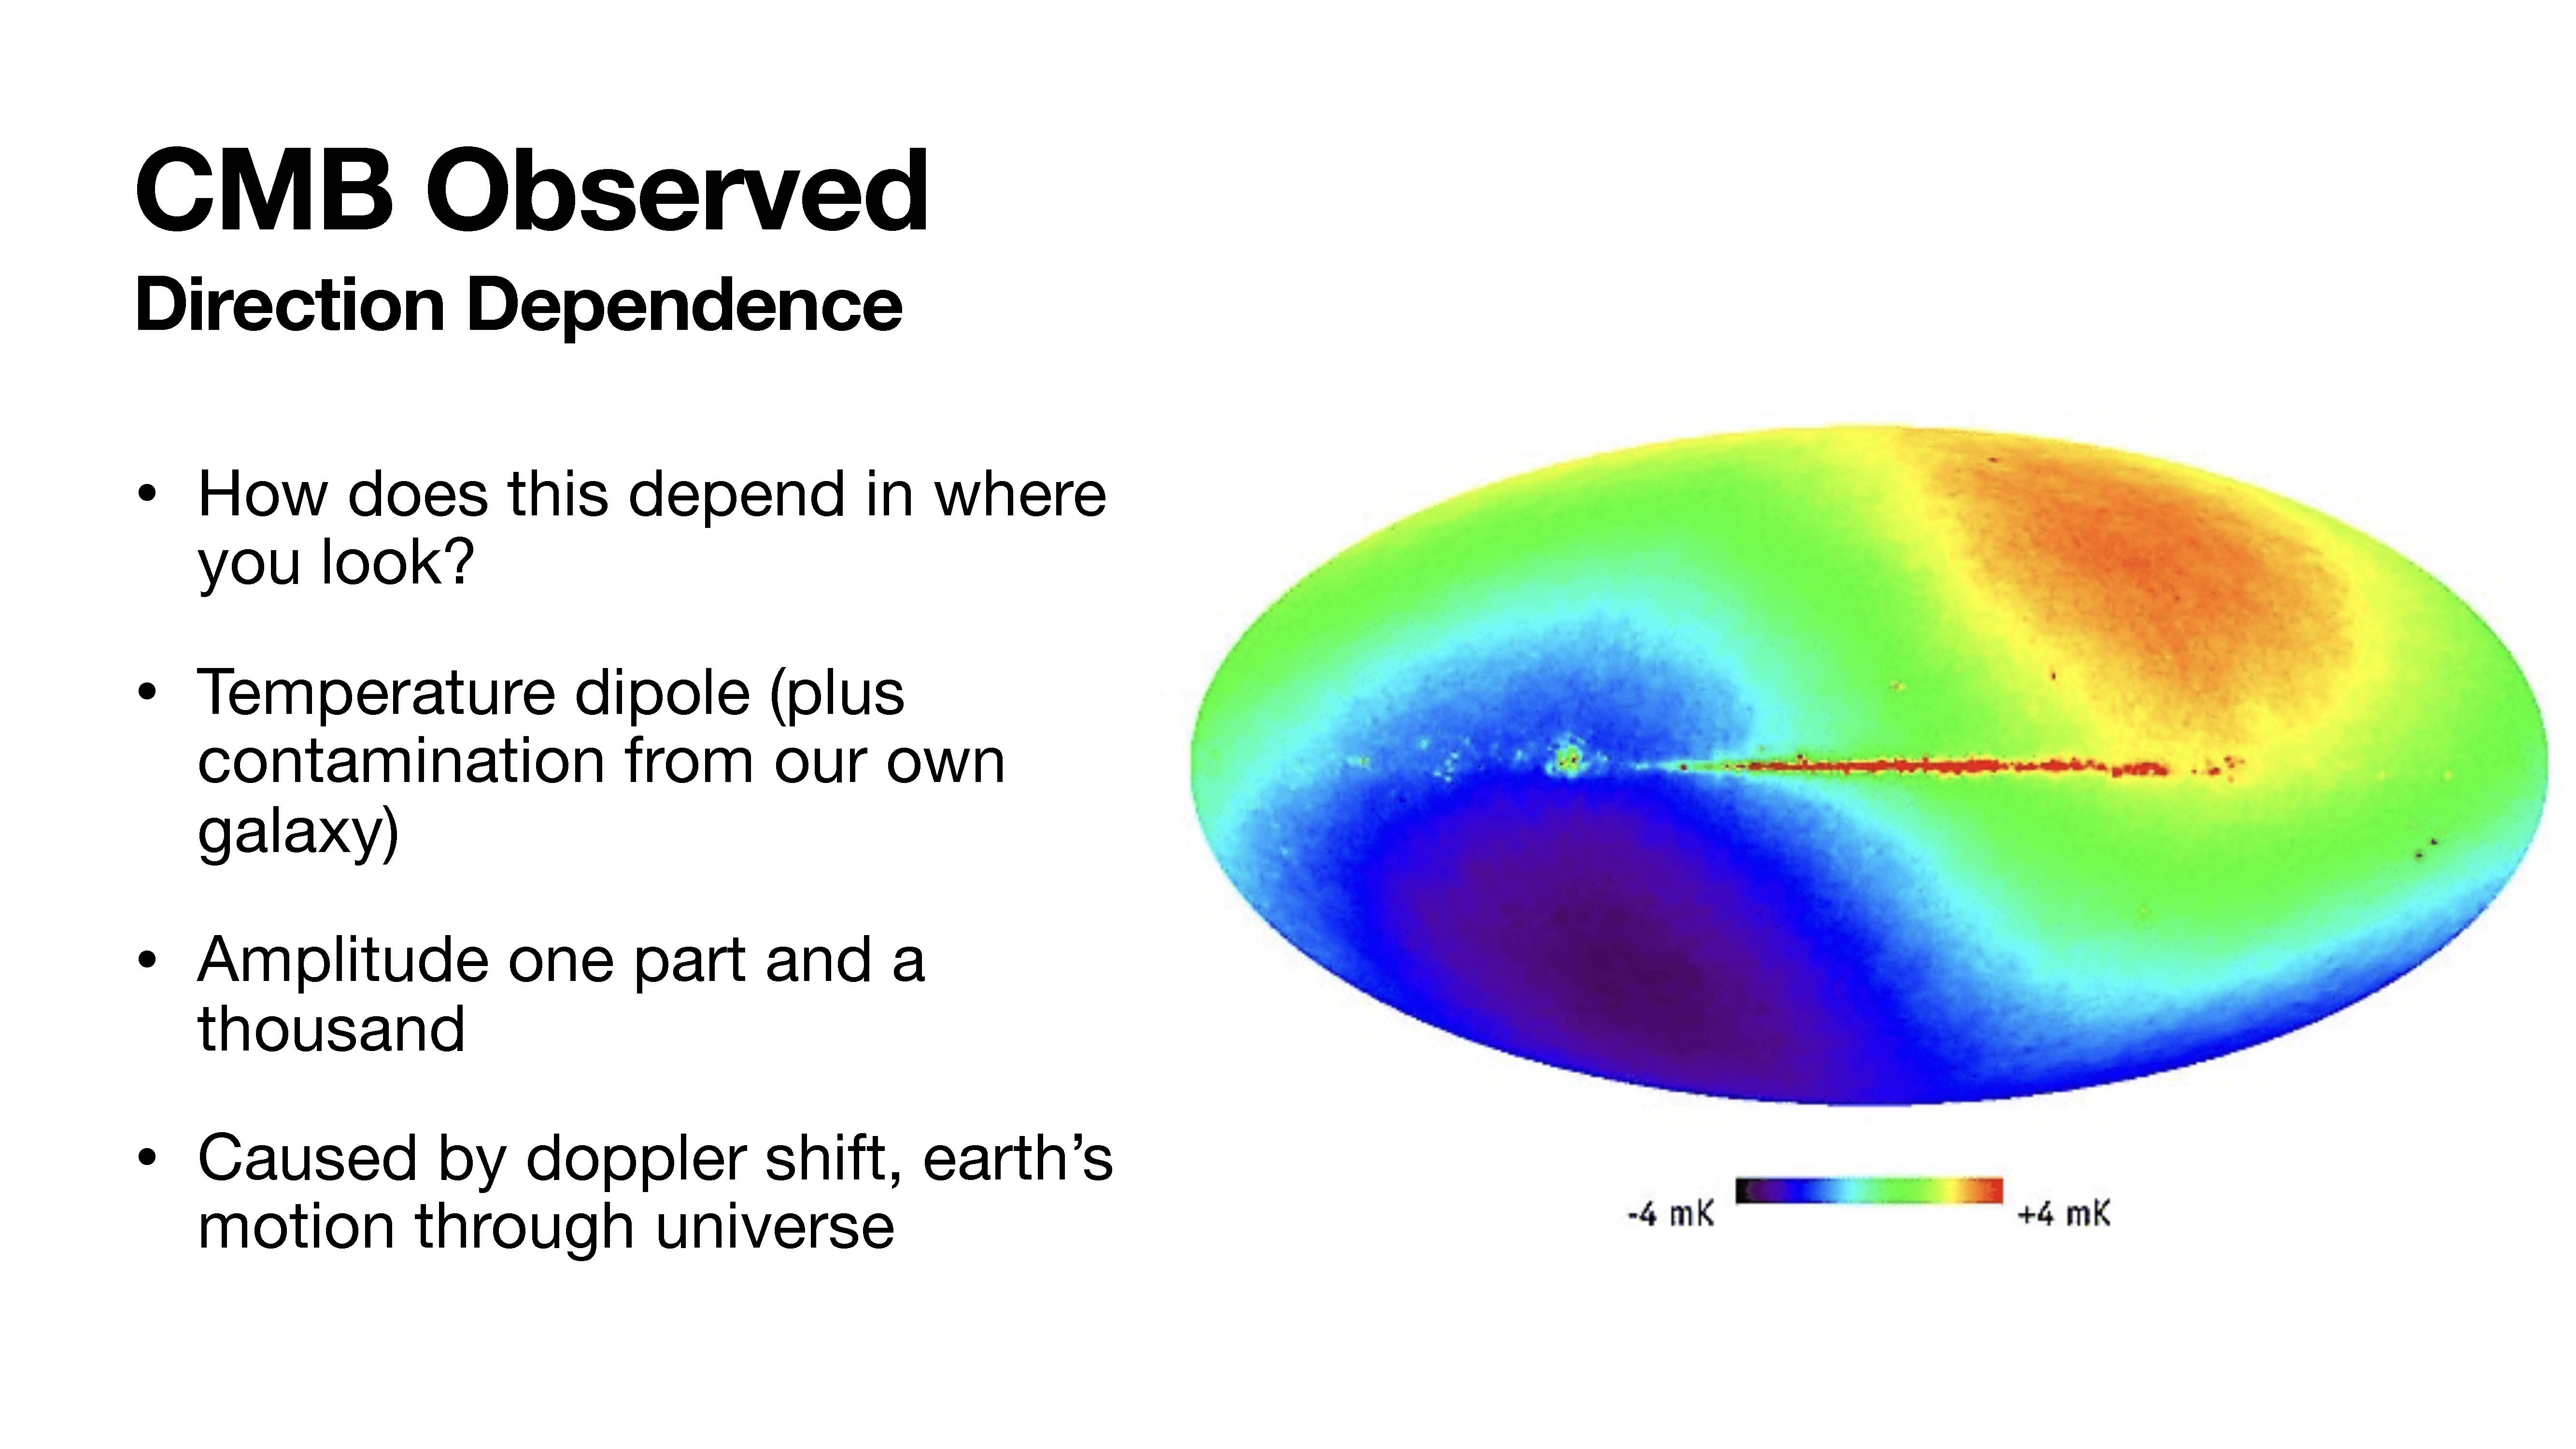 CMB Observed
Direction Dependence
• How does this depend in where
you look?
• Temperature dipole (plus
contamination from our own
galaxy)
• Amplitude one part and a
thousand
• Caused by doppler shift, earth’s
motion through universe
-4 mK +4 mK